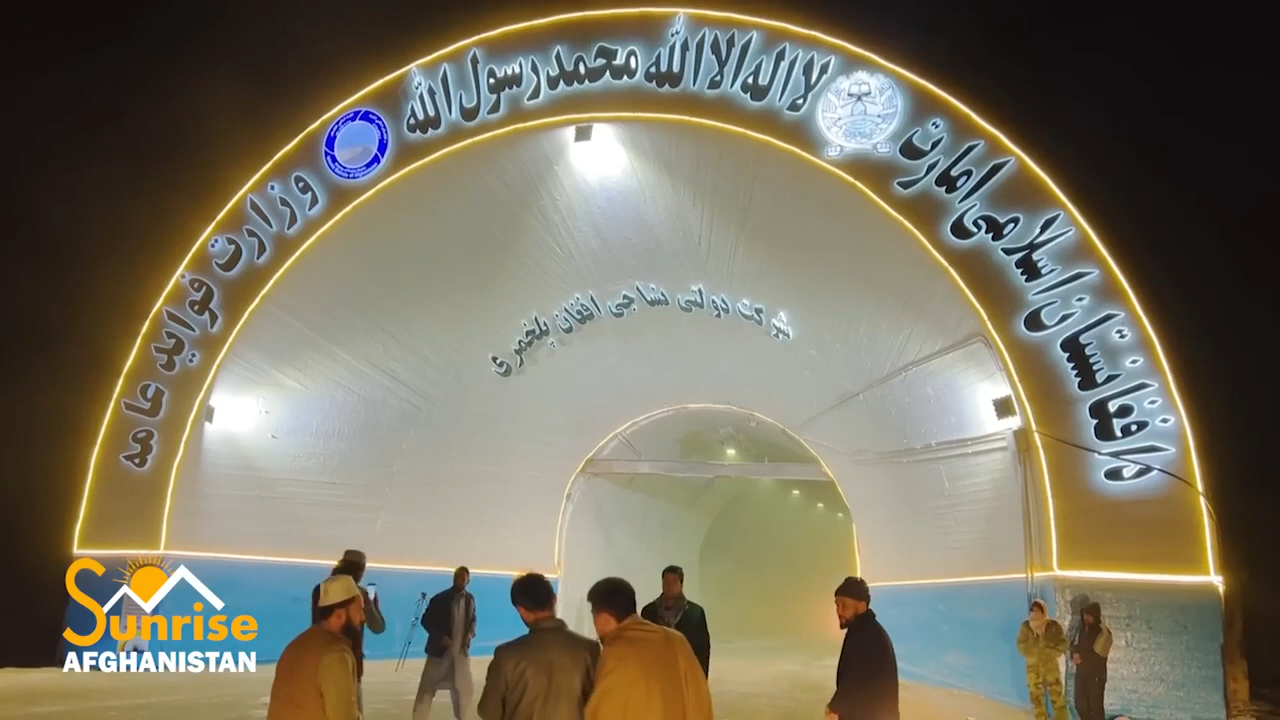 د افغانستان اسلامي امارت
لا اله الا الله محمد رسول الله
وزارت فواید عامه
شرکت دولتی نساجی افغان پلخمری
Sunrise
AFGHANISTAN